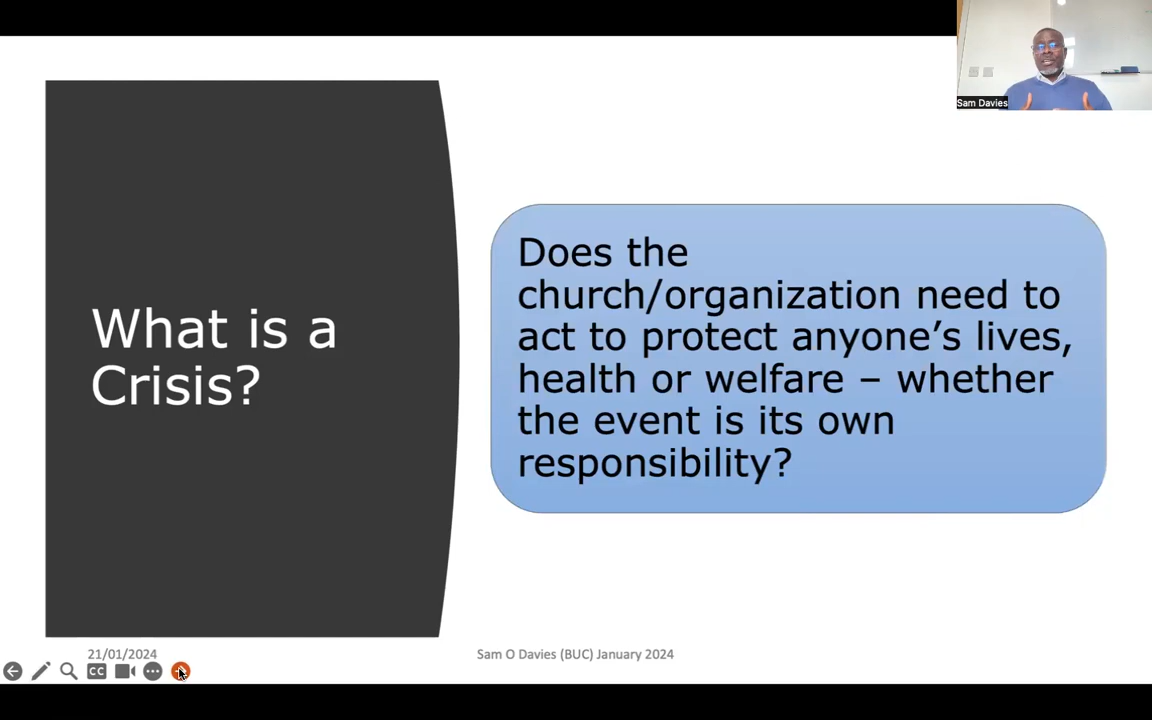 Sam Davies
What is a
Crisis?
Does the
church/organization need to
act to protect anyone’s lives,
health or welfare – whether
the event is its own
responsibility?
21/01/2024
Sam O Davies (BUC) January 2024
CC